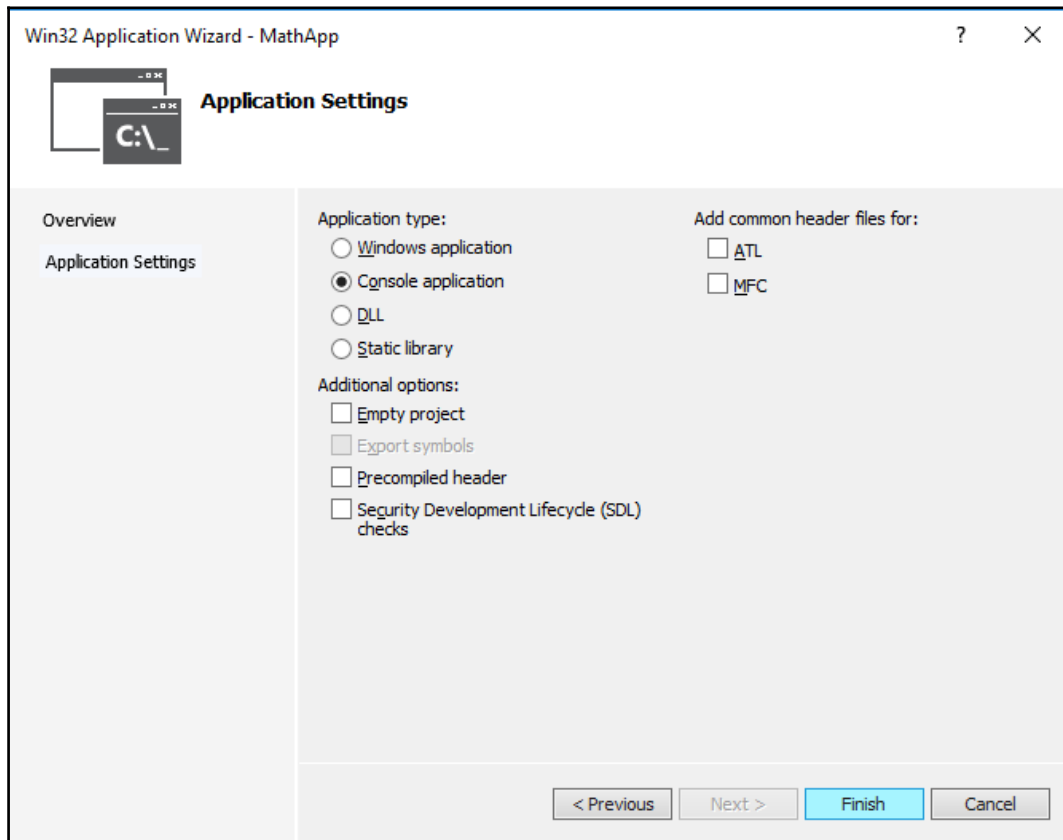 Win32 Application Wizard - MathApp
?
Application Settings
C:\_
Overview
Application Settings
Application type:
Windows application
Console application
DLL
Static library
Additional options:
Empty project
Export symbols
Precompiled header
Security Development Lifecycle (SDL)
checks
Add common header files for:
ATL
MFC
< Previous
Next >
Finish
Cancel